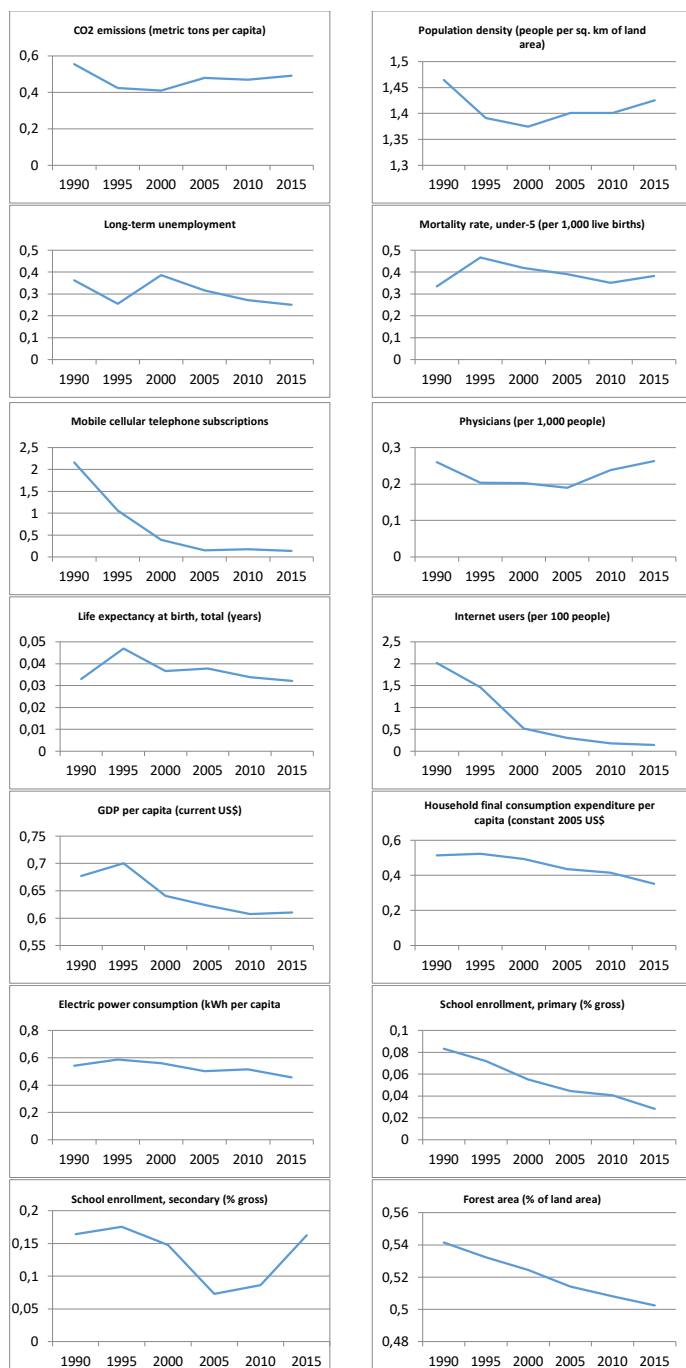 CO2 emissions (metric tons per capita)
0,6
0,4
0,2
0
1990 1995 2000 2005 2010 2015
Population density (people per sq. km of land
area)
1,5
1,45
1,4
1,35
1,3
1990 1995 2000 2005 2010 2015
Long-term unemployment
0,5
0,4
0,3
0,2
0,1
0
1990 1995 2000 2005 2010 2015
Mortality rate, under-5 (per 1,000 live births)
0,5
0,4
0,3
0,2
0,1
0
1990 1995 2000 2005 2010 2015
Mobile cellular telephone subscriptions
2,5
2
1,5
1
0,5
0
1990 1995 2000 2005 2010 2015
Physicians (per 1,000 people)
0,3
0,2
0,1
0
1990 1995 2000 2005 2010 2015
Life expectancy at birth, total (years)
0,05
0,04
0,03
0,02
0,01
0
1990 1995 2000 2005 2010 2015
Internet users (per 100 people)
2,5
2
1,5
1
0,5
0
1990 1995 2000 2005 2010 2015
GDP per capita (current US$)
0,75
0,7
0,65
0,6
0,55
1990 1995 2000 2005 2010 2015
Household final consumption expenditure per
capita (constant 2005 US$
0,6
0,4
0,2
0
1990 1995 2000 2005 2010 2015
Electric power consumption (kWh per capita
0,8
0,6
0,4
0,2
0
1990 1995 2000 2005 2010 2015
School enrollment, primary (% gross)
0,1
0,08
0,06
0,04
0,02
0
1990 1995 2000 2005 2010 2015
School enrollment, secondary (% gross)
0,2
0,15
0,1
0,05
0
1990 1995 2000 2005 2010 2015
Forest area (% of land area)
0,56
0,54
0,52
0,5
0,48
1990 1995 2000 2005 2010 2015